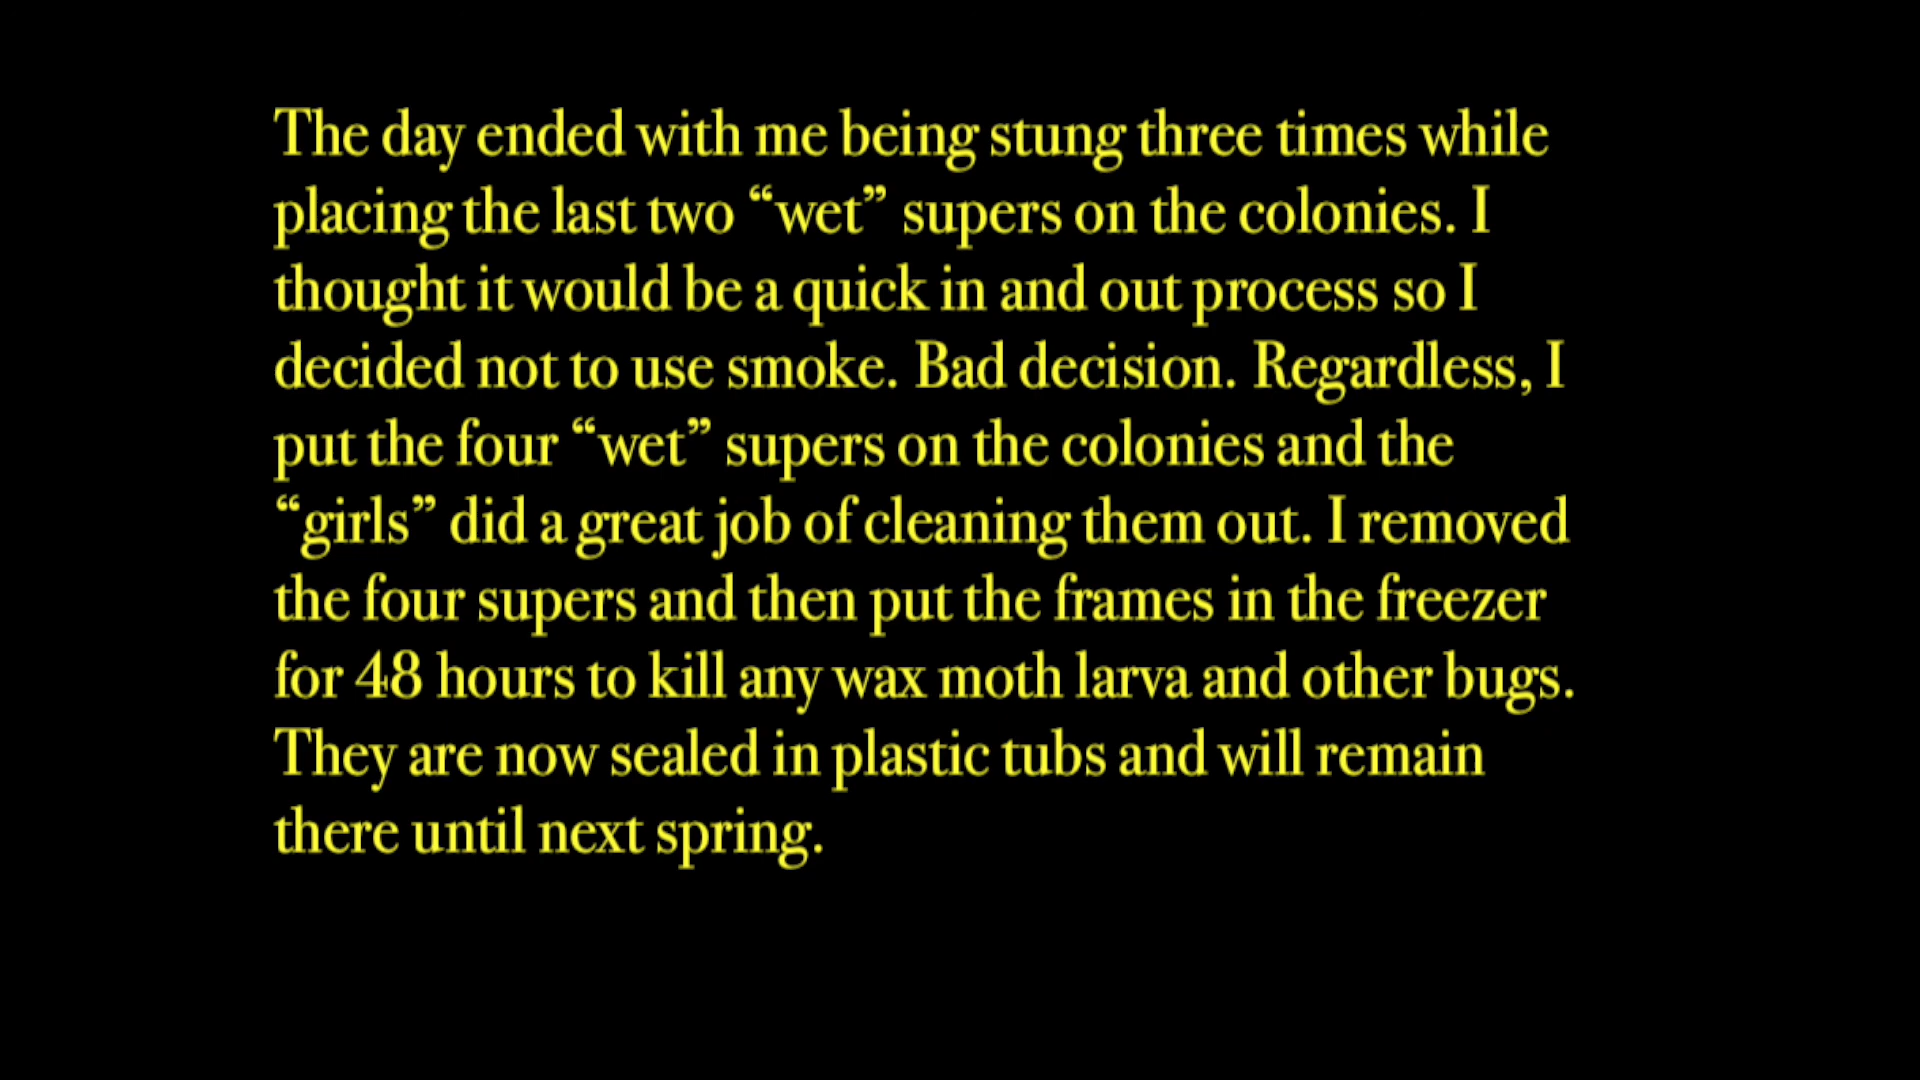 The day ended with me being stung three times while
placing the last two “wet” supers on the colonies. I
thought it would be a quick in and out process so I
decided not to use smoke. Bad decision. Regardless, I
put the four “wet” supers on the colonies and the
“girls” did a great job of cleaning them out. I removed
the four supers and then put the frames in the freezer
for 48 hours to kill any wax moth larva and other bugs.
They are now sealed in plastic tubs and will remain
there until next spring.